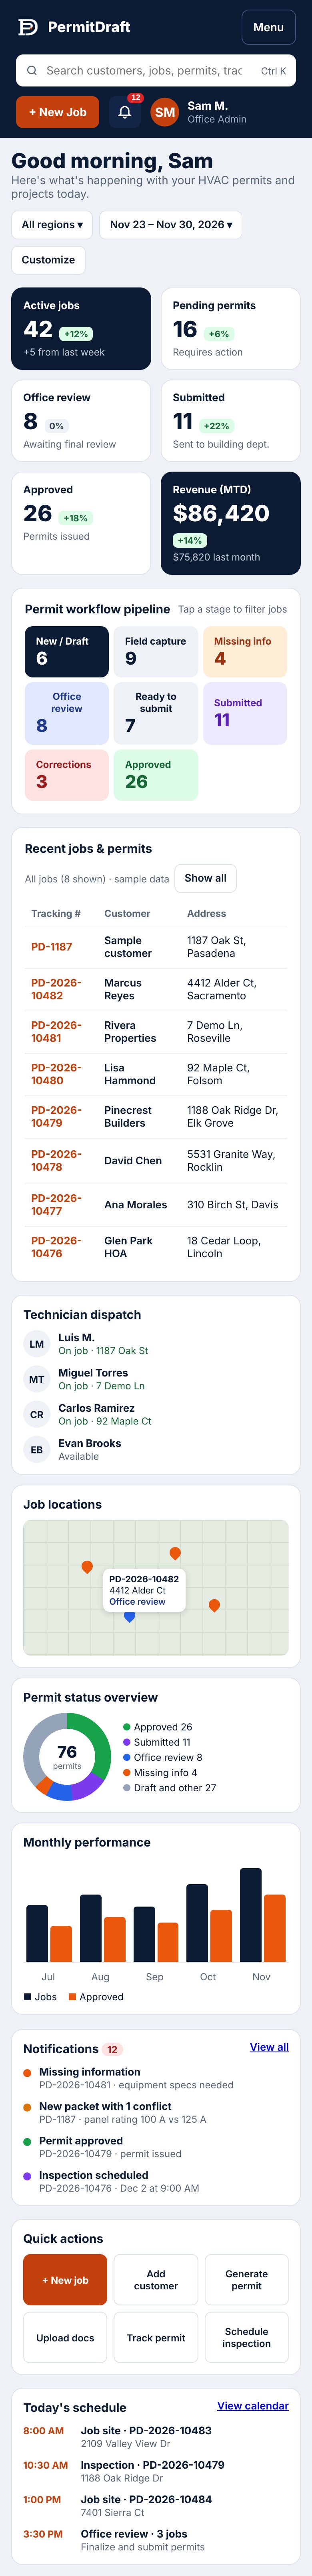 PermitDraft
Menu
Search customers, jobs, permits, trac
Ctrl K
+ New Job
12
SM
Sam M.
Office Admin
Good morning, Sam
Here's what's happening with your HVAC permits and
projects today.
All regions ▾
Nov 23 – Nov 30, 2026 ▾
Customize
Active jobs
42 +12%
+5 from last week
Pending permits
16 +6%
Requires action
Office review
8 0%
Awaiting final review
Submitted
11 +22%
Sent to building dept.
Approved
26 +18%
Permits issued
Revenue (MTD)
$86,420
+14%
$75,820 last month
Permit workflow pipeline
Tap a stage to filter jobs
New / Draft
6
Field capture
9
Missing info
4
Office
review
8
Ready to
submit
7
Submitted
11
Corrections
3
Approved
26
Recent jobs & permits
All jobs (8 shown) · sample data
Show all
Tracking # Customer Address
PD-1187
Sample
customer
1187 Oak St,
Pasadena
PD-2026-
10482
Marcus
Reyes
4412 Alder Ct,
Sacramento
PD-2026-
10481
Rivera
Properties
7 Demo Ln,
Roseville
PD-2026-
10480
Lisa
Hammond
92 Maple Ct,
Folsom
PD-2026-
10479
Pinecrest
Builders
1188 Oak Ridge Dr,
Elk Grove
PD-2026-
10478
David Chen
5531 Granite Way,
Rocklin
PD-2026-
10477
Ana Morales
310 Birch St, Davis
PD-2026-
10476
Glen Park
HOA
18 Cedar Loop,
Lincoln
Technician dispatch
LM
Luis M.
On job · 1187 Oak St
MT
Miguel Torres
On job · 7 Demo Ln
CR
Carlos Ramirez
On job · 92 Maple Ct
EB
Evan Brooks
Available
Job locations
PD-2026-10482
4412 Alder Ct
Office review
Permit status overview
76
permits
Approved 26
Submitted 11
Office review 8
Missing info 4
Draft and other 27
Monthly performance
Jul Aug Sep Oct Nov
Jobs Approved
Notifications 12
View all
Missing information
PD-2026-10481 · equipment specs needed
New packet with 1 conflict
PD-1187 · panel rating 100 A vs 125 A
Permit approved
PD-2026-10479 · permit issued
Inspection scheduled
PD-2026-10476 · Dec 2 at 9:00 AM
Quick actions
+ New job
Add
customer
Generate
permit
Upload docs
Track permit
Schedule
inspection
Today's schedule
View calendar
8:00 AM
Job site · PD-2026-10483
2109 Valley View Dr
10:30 AM
Inspection · PD-2026-10479
1188 Oak Ridge Dr
1:00 PM
Job site · PD-2026-10484
7401 Sierra Ct
3:30 PM
Office review · 3 jobs
Finalize and submit permits